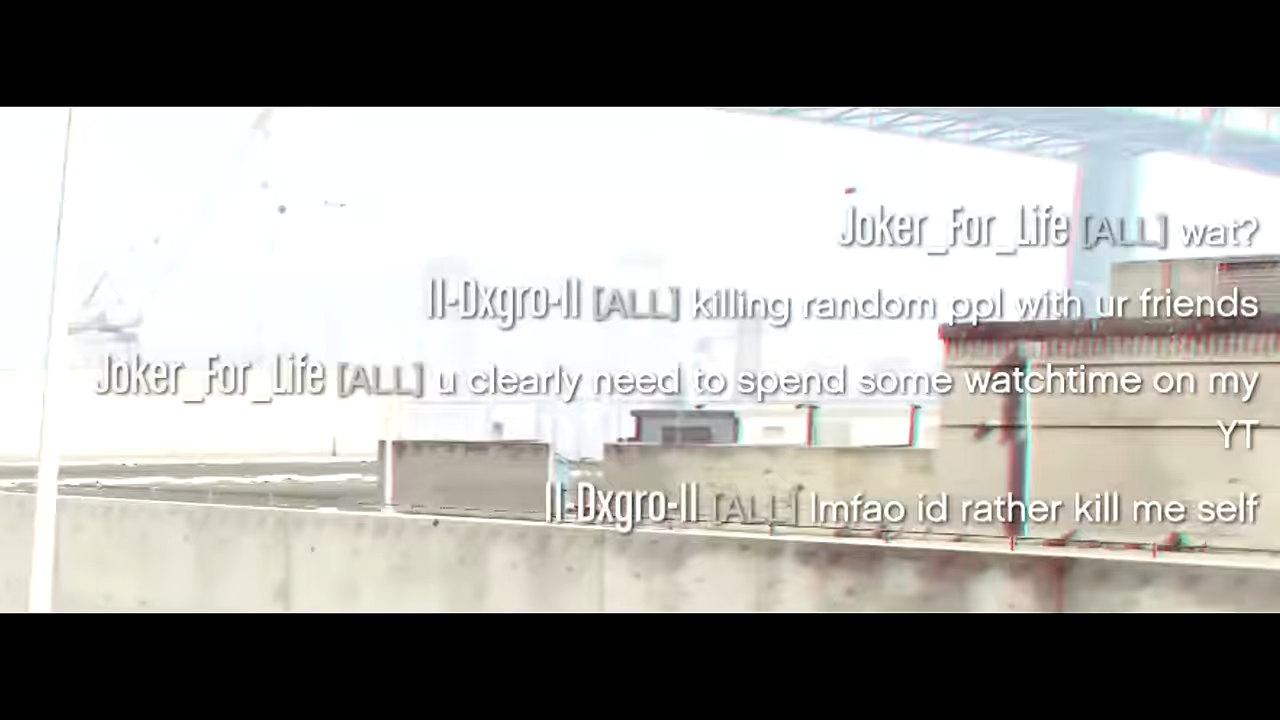 Joker_For_Life [ALL] wat?
II-Dxgro-II [ALL] killing random ppl with ur friends
Joker_For_Life [ALL] u clearly need to spend some watchtime on my
YT
II-Dxgro-II [ALL] lmfao id rather kill me self